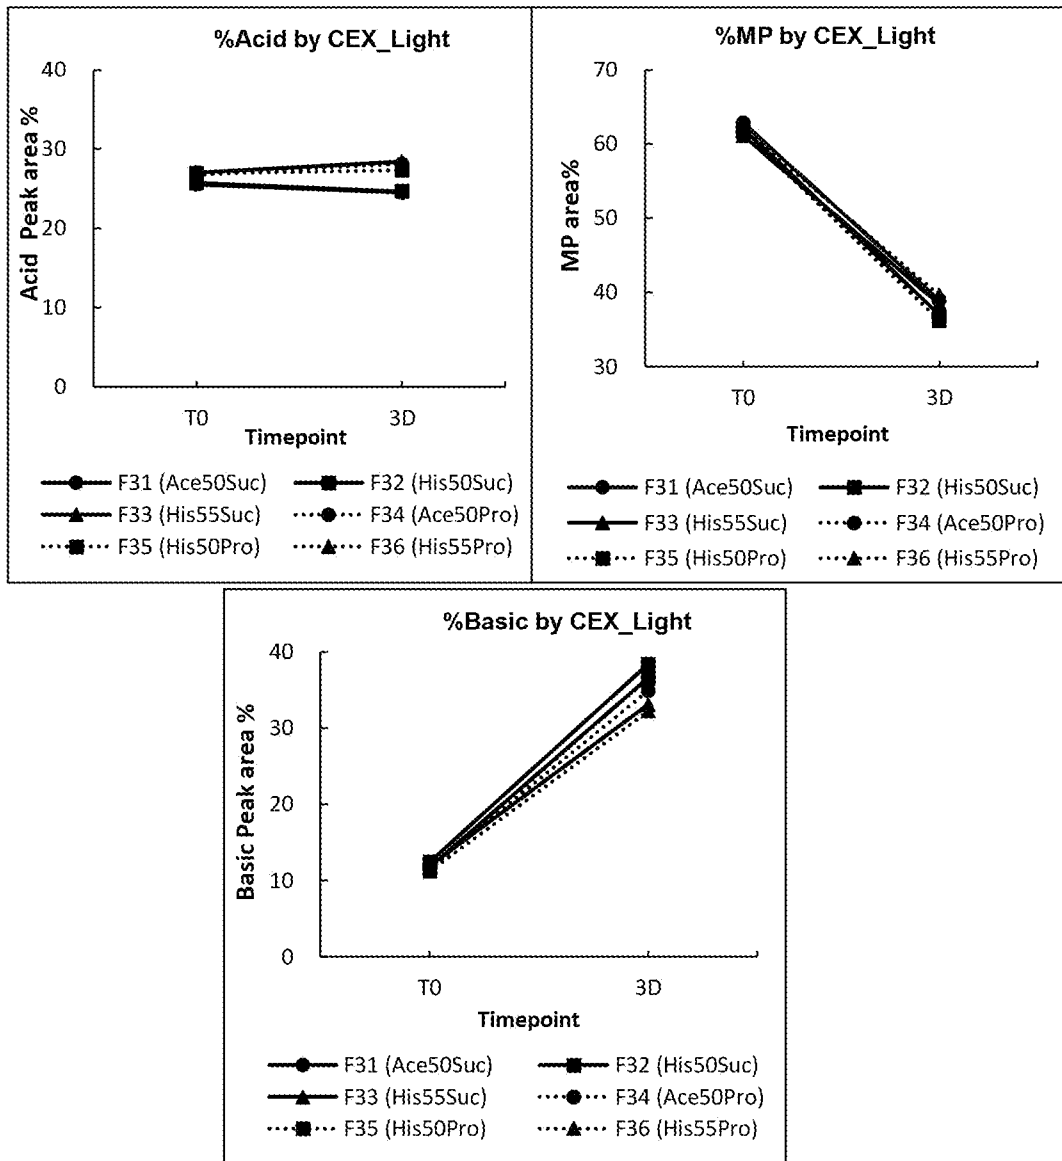 %Acid by CEX_Light
40
30
20
10
0
Acid Peak area %
T0 3D
Timepoint
F31 (Ace50Suc) F32 (His50Suc)
F33 (His55Suc) F34 (Ace50Pro)
F35 (His50Pro) F36 (His55Pro)
%MP by CEX_Light
70
60
50
40
30
MP area%
T0 3D
Timepoint
F31 (Ace50Suc) F32 (His50Suc)
F33 (His55Suc) F34 (Ace50Pro)
F35 (His50Pro) F36 (His55Pro)
%Basic by CEX_Light
40
30
20
10
0
Basic Peak area %
T0 3D
Timepoint
F31 (Ace50Suc) F32 (His50Suc)
F33 (His55Suc) F34 (Ace50Pro)
F35 (His50Pro) F36 (His55Pro)